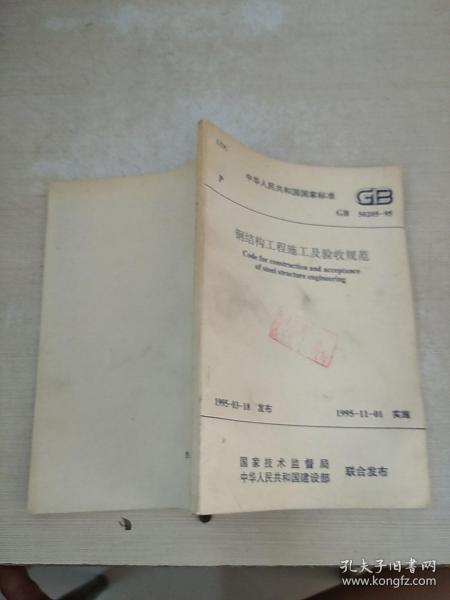 UDC
P
中华人民共和国国家标准
GB
GB 50205-95
钢结构工程施工及验收规范
Code for construction and acceptance
of steel structure engineering
1995-03-18 发布
1995-11-01 实施
国家技术监督局
中华人民共和国建设部
联合发布
孔夫子旧书网
www.kongfz.com